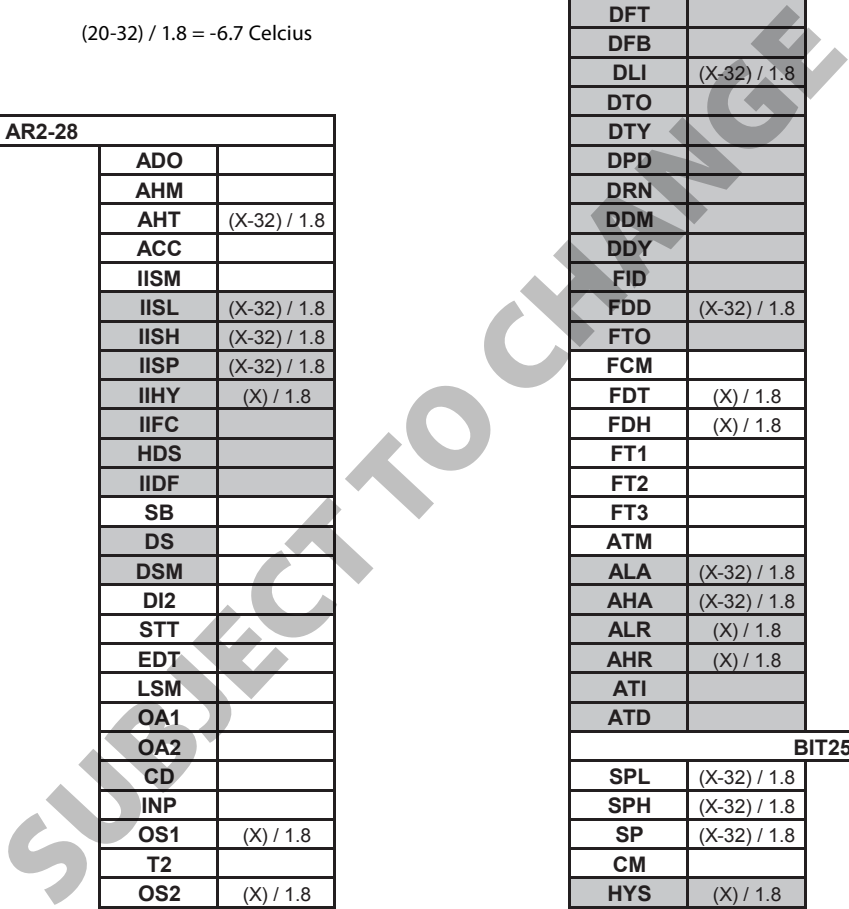 (20-32) / 1.8 = -6.7 Celcius
AR2-28
ADO
AHM
AHT (X-32) / 1.8
ACC
IISM
IISL (X-32) / 1.8
IISH (X-32) / 1.8
IISP (X-32) / 1.8
IIHY (X) / 1.8
IIFC
HDS
IIDF
SB
DS
DSM
DI2
STT
EDT
LSM
OA1
OA2
CD
INP
OS1 (X) / 1.8
T2
OS2 (X) / 1.8
DFT
DFB
DLI (X-32) / 1.8
DTO
DTY
DPD
DRN
DDM
DDY
FID
FDD (X-32) / 1.8
FTO
FCM
FDT (X) / 1.8
FDH (X) / 1.8
FT1
FT2
FT3
ATM
ALA (X-32) / 1.8
AHA (X-32) / 1.8
ALR (X) / 1.8
AHR (X) / 1.8
ATI
ATD
BIT25
SPL (X-32) / 1.8
SPH (X-32) / 1.8
SP (X-32) / 1.8
CM
HYS (X) / 1.8
SUBJECT TO CHANGE